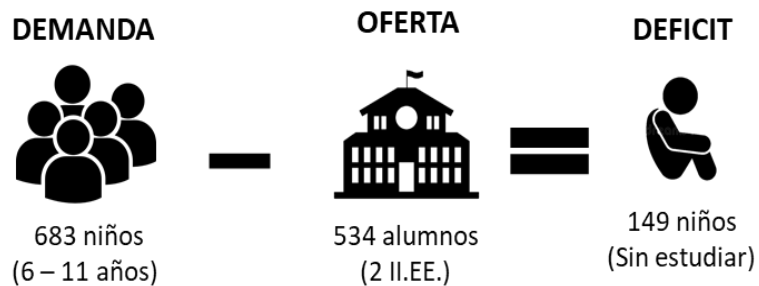 DEMANDA
OFERTA
DEFICIT
683 niños
(6 – 11 años)
534 alumnos
(2 II.EE.)
149 niños
(Sin estudiar)